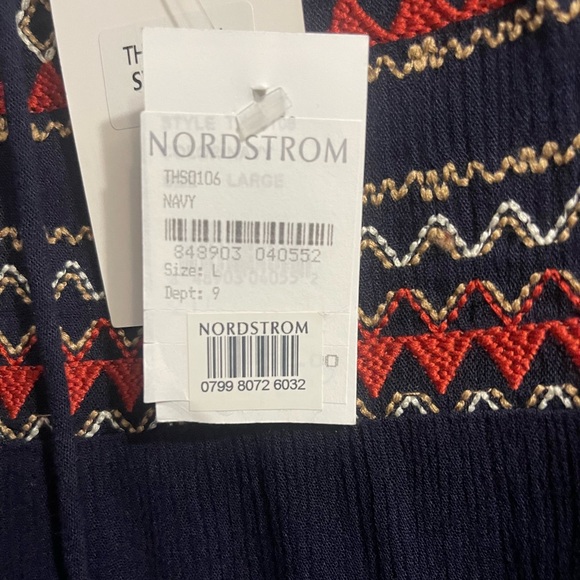 TH
S
NORDSTROM
THS0106
LARGE
NAVY
848903 040552
Size: L
Dept: 9
NORDSTROM
0799 8072 6032